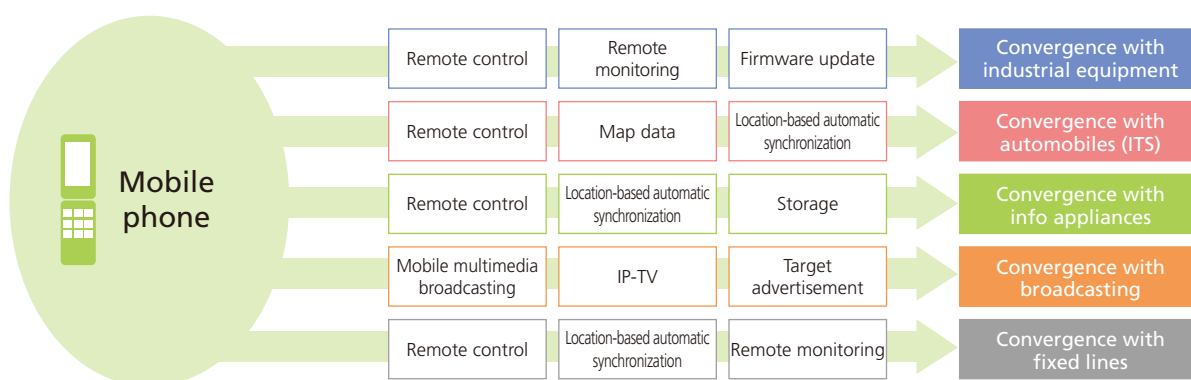 Mobile
phone
Remote control
Remote
monitoring
Firmware update
Convergence with
industrial equipment
Remote control
Map data
Location-based automatic
synchronization
Convergence with
automobiles (ITS)
Remote control
Location-based automatic
synchronization
Storage
Convergence with
info appliances
Mobile multimedia
broadcasting
IP-TV
Target
advertisement
Convergence with
broadcasting
Remote control
Location-based automatic
synchronization
Remote monitoring
Convergence with
fixed lines